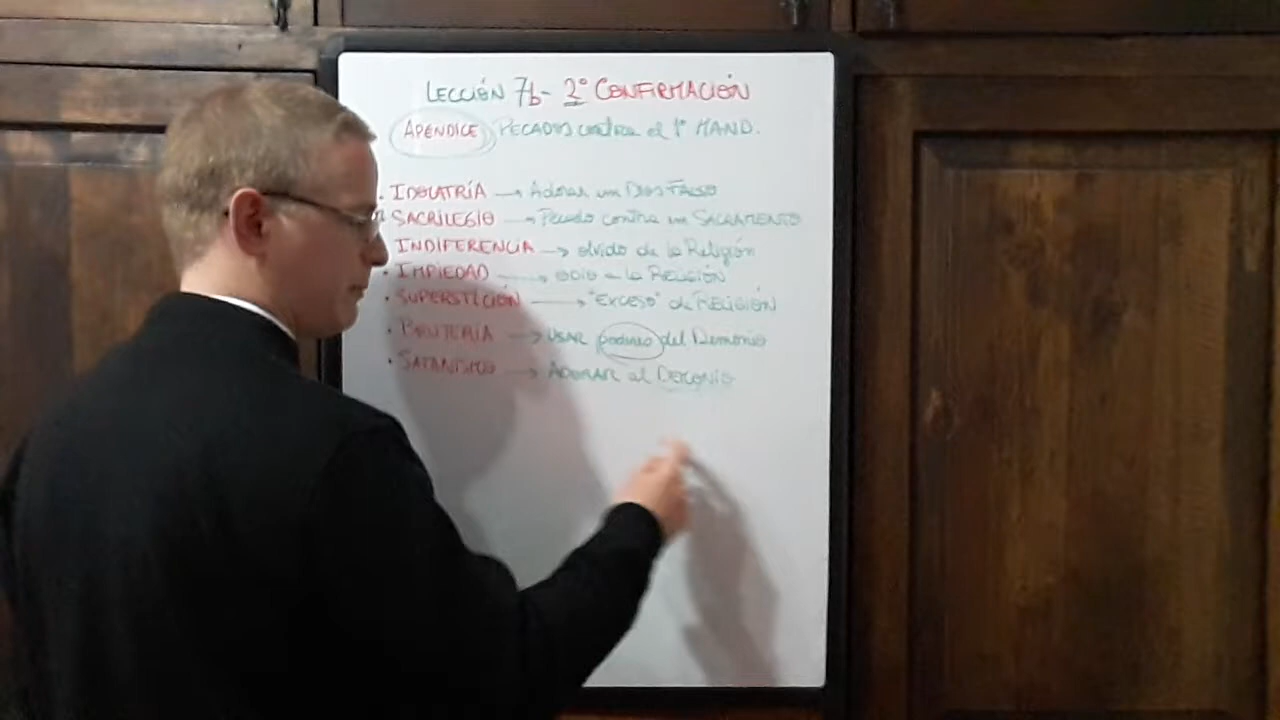 LECCIÓN 7b - 2° CONFIRMACIÓN
APENDICE PECADOS contra el 1° MAND.
• IDOLATRÍA → Adorar un Dios FALSO
SACRILEGIO → Pecado contra un SACRAMENTO
INDIFERENCIA → olvido de la Religión
• IMPIEDAD → ODIO a la RELIGIÓN
• SUPERSTICIÓN → "EXCESO" de RELIGIÓN
• BRUJERIA → USAR poderes del Demonio
• SATANISMO → ADORAR al DEMONIO